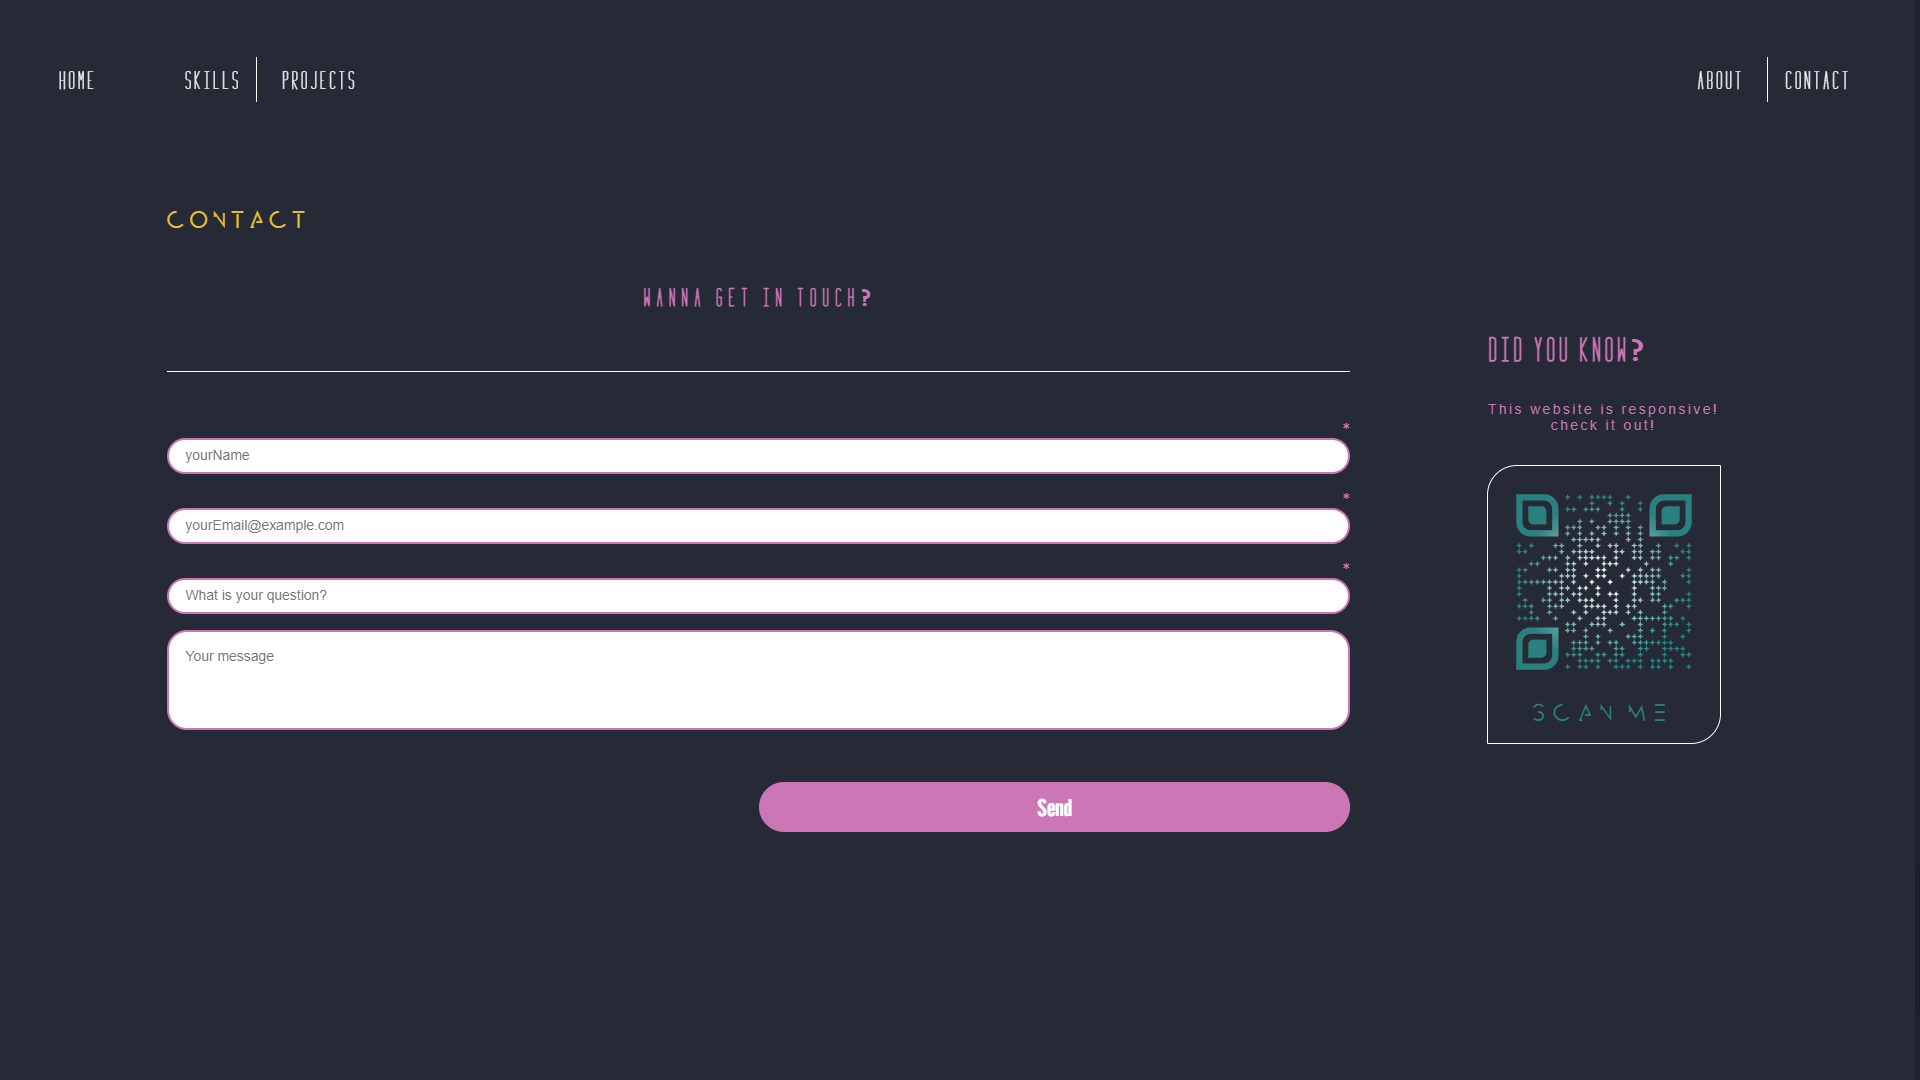 HOME
SKILLS
PROJECTS
ABOUT
CONTACT
CONTACT
WANNA GET IN TOUCH?
*
yourName
*
yourEmail@example.com
*
What is your question?
Your message
Send
DID YOU KNOW?
This website is responsive!
check it out!
SCAN ME